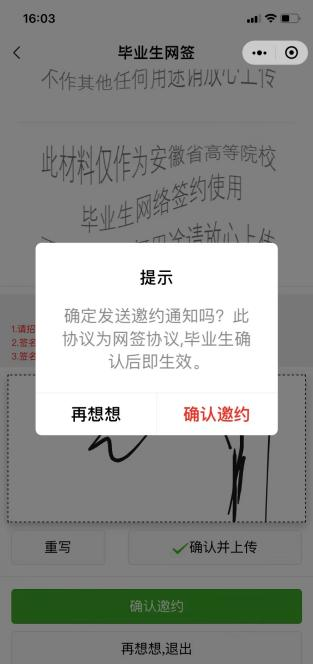 16:03
毕业生网签
不作其他任何用途请放心上传
此材料仅作为安徽省高等院校
毕业生网络签约使用
提示
确定发送邀约通知吗？此
协议为网签协议,毕业生确
认后即生效。
再想想
确认邀约
1.请
2.签名
3.签名
重写
确认并上传
确认邀约
再想想,退出